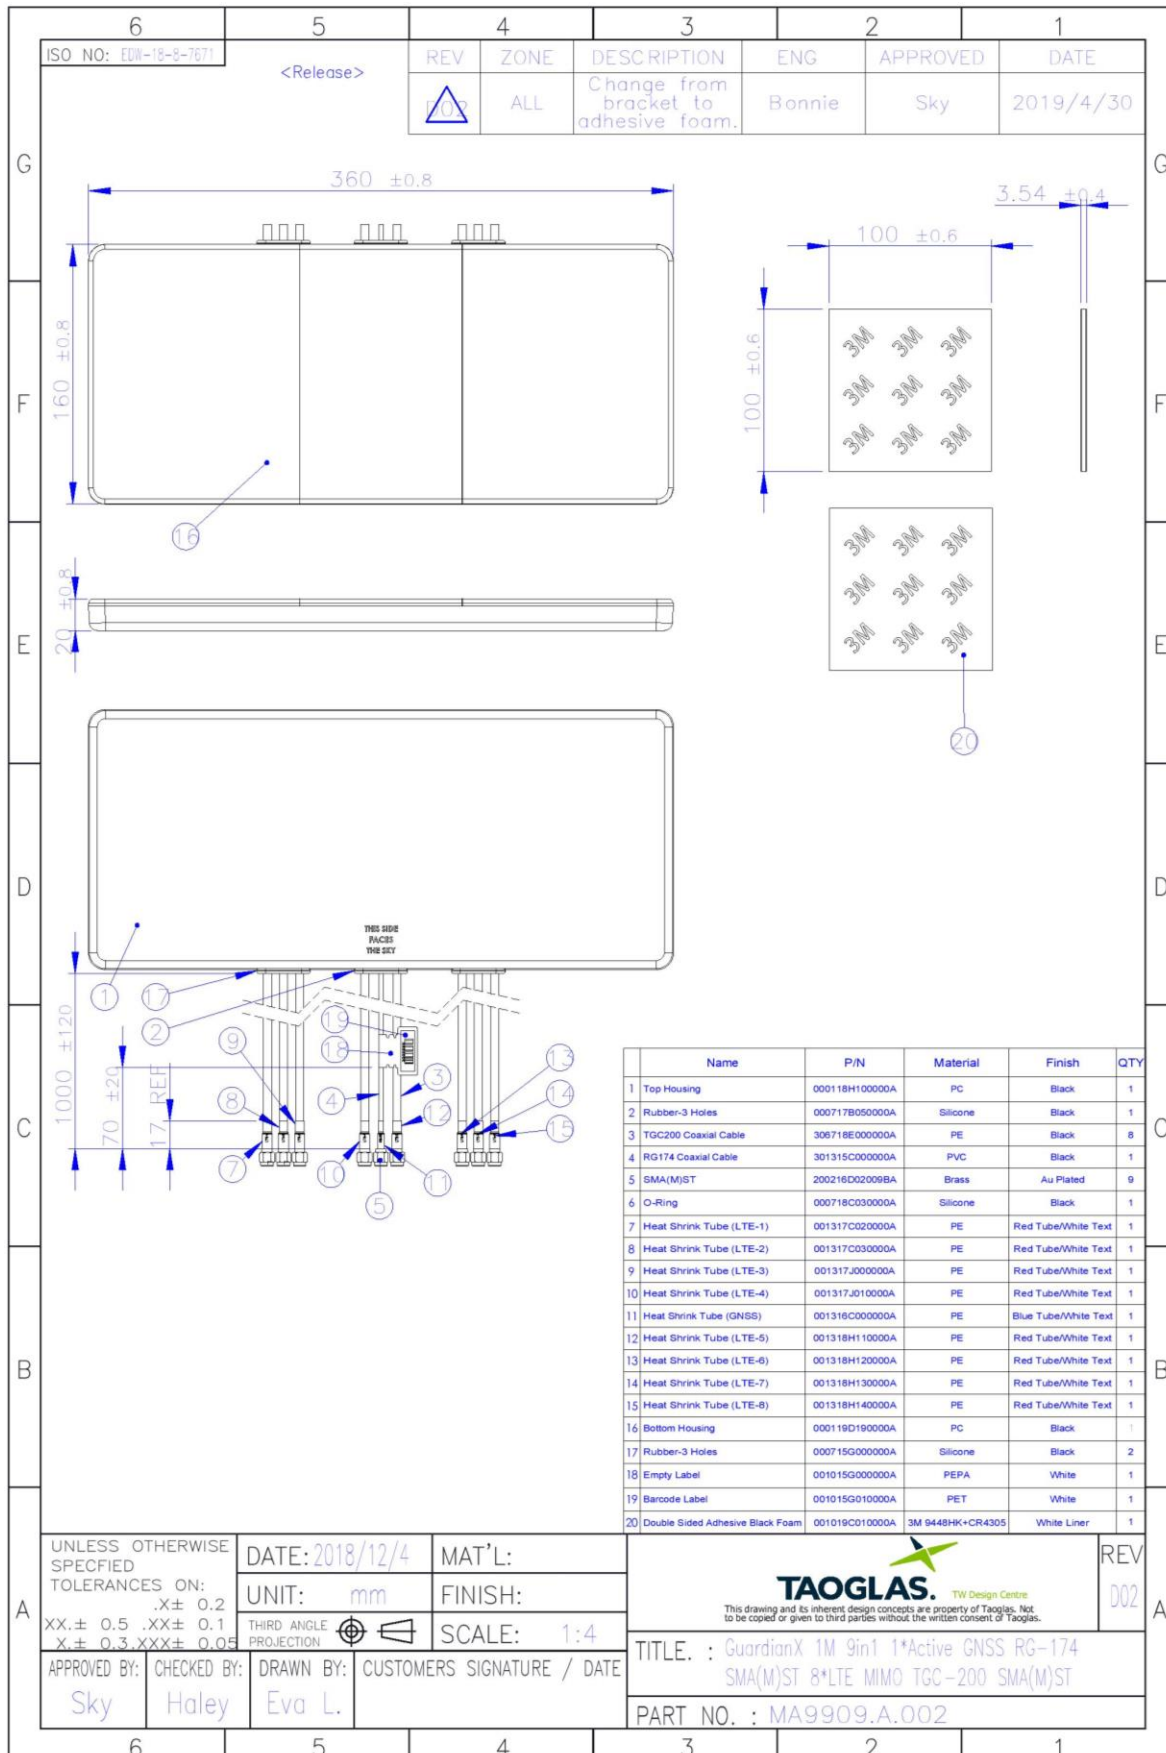 6 5 4 3 2 1
ISO NO: EDW-18-8-7671
<Release>
REV ZONE DESCRIPTION ENG APPROVED DATE
D02 ALL Change from bracket to adhesive foam. Bonnie Sky 2019/4/30
G G
360 ±0.8
3.54 ±0.4
100 ±0.6
160 ±0.8
100 ±0.6
3M 3M 3M
3M 3M 3M
3M 3M 3M
F F
16
3M 3M 3M
3M 3M 3M
3M 3M 3M
20 ±0.8
E E
20
D D
THIS SIDE
FACES
THE SKY
1 17
2
19
18
9
13
3
4
14
8
12
15
7
10
11
5
1000 ±120
70 ±20
17 REF
C C
Name P/N Material Finish QTY
1 Top Housing 000118H100000A PC Black 1
2 Rubber-3 Holes 000717B050000A Silicone Black 1
3 TGC200 Coaxial Cable 306718E000000A PE Black 8
4 RG174 Coaxial Cable 301315C000000A PVC Black 1
5 SMA(M)ST 200216D02009BA Brass Au Plated 9
6 O-Ring 000718C030000A Silicone Black 1
7 Heat Shrink Tube (LTE-1) 001317C020000A PE Red Tube/White Text 1
8 Heat Shrink Tube (LTE-2) 001317C030000A PE Red Tube/White Text 1
9 Heat Shrink Tube (LTE-3) 001317J000000A PE Red Tube/White Text 1
10 Heat Shrink Tube (LTE-4) 001317J010000A PE Red Tube/White Text 1
11 Heat Shrink Tube (GNSS) 001316C000000A PE Blue Tube/White Text 1
12 Heat Shrink Tube (LTE-5) 001318H110000A PE Red Tube/White Text 1
13 Heat Shrink Tube (LTE-6) 001318H120000A PE Red Tube/White Text 1
14 Heat Shrink Tube (LTE-7) 001318H130000A PE Red Tube/White Text 1
15 Heat Shrink Tube (LTE-8) 001318H140000A PE Red Tube/White Text 1
16 Bottom Housing 000119D190000A PC Black 1
17 Rubber-3 Holes 000715G000000A Silicone Black 2
18 Empty Label 001015G000000A PEPA White 1
19 Barcode Label 001015G010000A PET White 1
20 Double Sided Adhesive Black Foam 001019C010000A 3M 9448HK+CR4305 White Liner 1
B B
A A
UNLESS OTHERWISE
SPECFIED
TOLERANCES ON:
.X± 0.2
XX.± 0.5 .XX± 0.1
X.± 0.3.XXX± 0.05
DATE: 2018/12/4
UNIT: mm
THIRD ANGLE
PROJECTION
MAT'L:
FINISH:
SCALE: 1:4
TAOGLAS. TW Design Centre
This drawing and its inherent design concepts are property of Taoglas. Not
to be copied or given to third parties without the written consent of Taoglas.
REV
D02
APPROVED BY: Sky
CHECKED BY: Haley
DRAWN BY: Eva L.
CUSTOMERS SIGNATURE / DATE
TITLE. : GuardianX 1M 9in1 1*Active GNSS RG-174
SMA(M)ST 8*LTE MIMO TGC-200 SMA(M)ST
PART NO. : MA9909.A.002
6 5 4 3 2 1